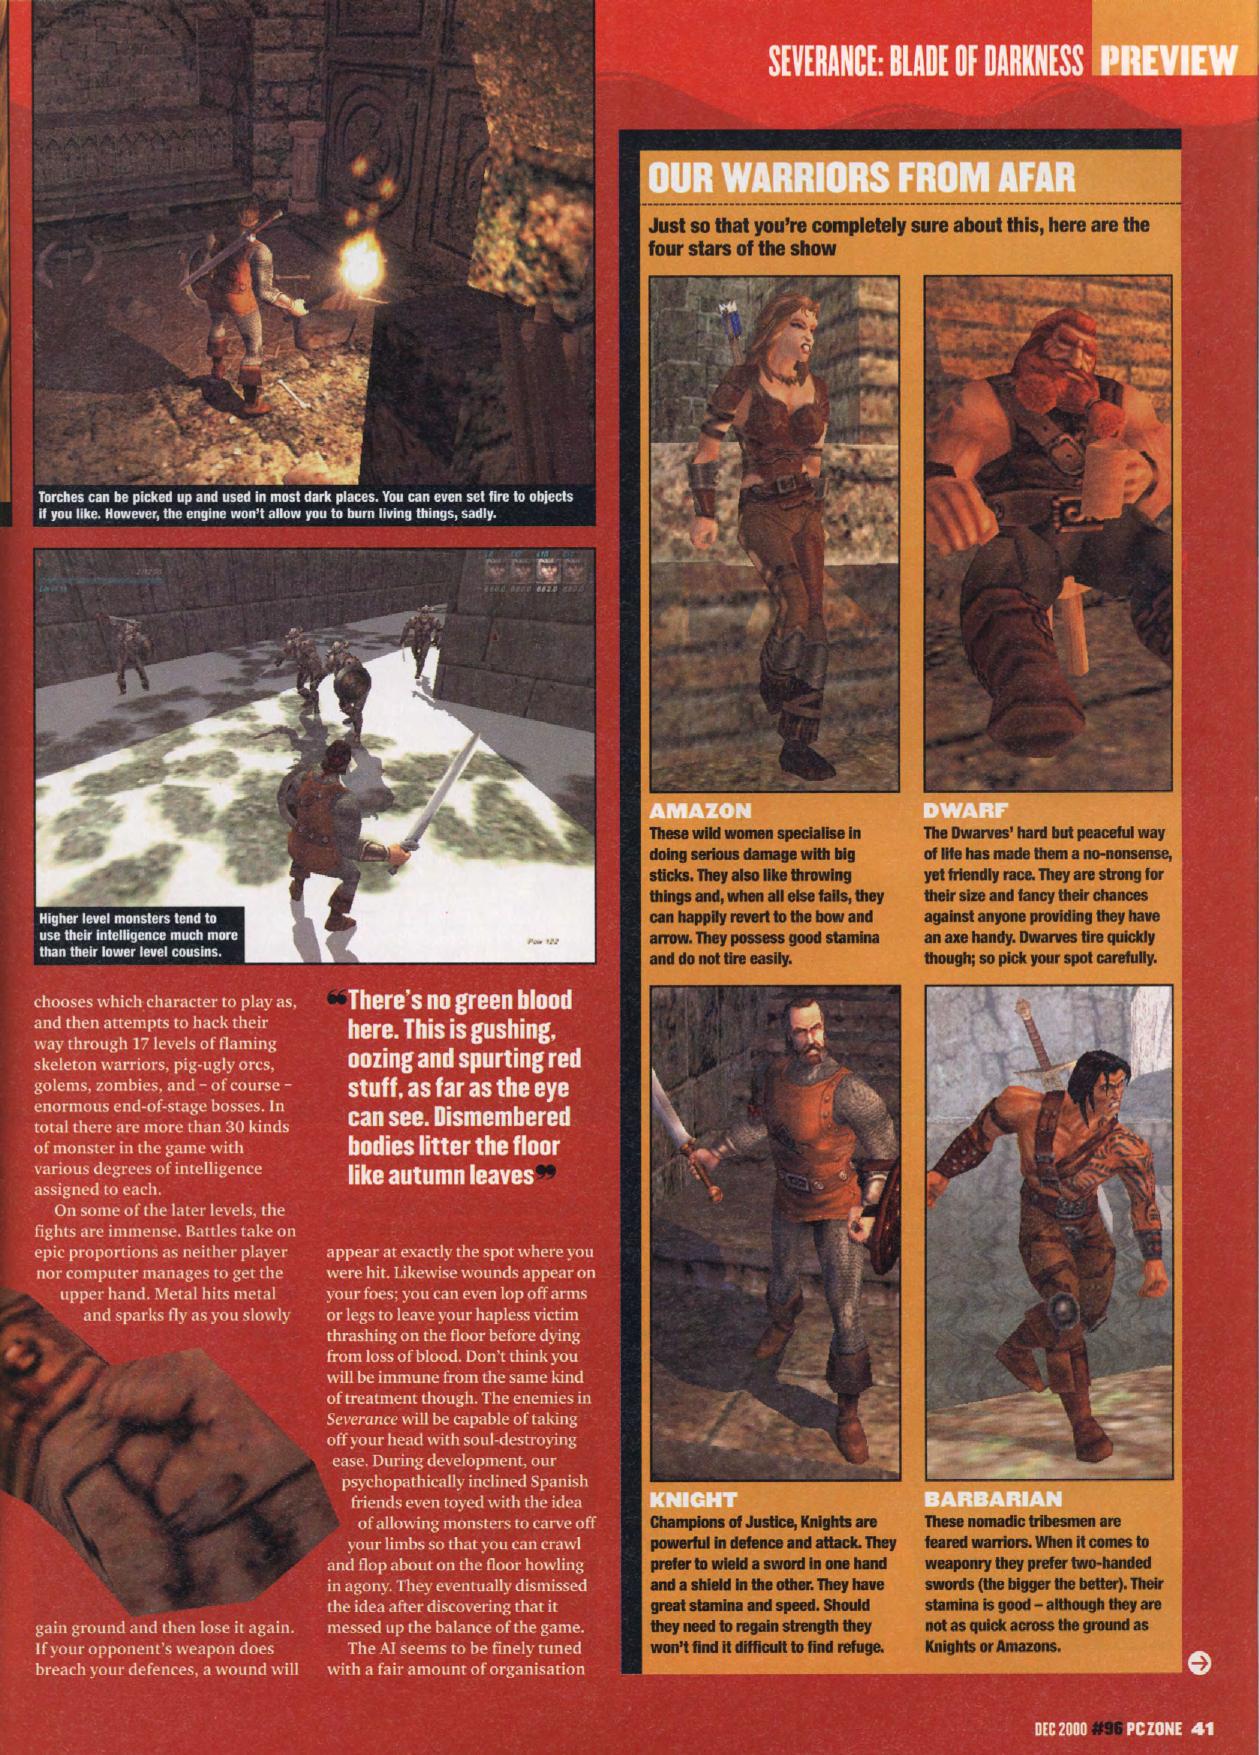 SEVERANCE: BLADE OF DARKNESS PREVIEW
Torches can be picked up and used in most dark places. You can even set fire to objects
if you like. However, the engine won't allow you to burn living things, sadly.
Higher level monsters tend to
use their intelligence much more
than their lower level cousins.
Pow 122
chooses which character to play as,
and then attempts to hack their
way through 17 levels of flaming
skeleton warriors, pig-ugly orcs,
golems, zombies, and – of course –
enormous end-of-stage bosses. In
total there are more than 30 kinds
of monster in the game with
various degrees of intelligence
assigned to each.
On some of the later levels, the
fights are immense. Battles take on
epic proportions as neither player
nor computer manages to get the
upper hand. Metal hits metal
and sparks fly as you slowly
gain ground and then lose it again.
If your opponent's weapon does
breach your defences, a wound will
“There's no green blood
here. This is gushing,
oozing and spurting red
stuff, as far as the eye
can see. Dismembered
bodies litter the floor
like autumn leaves”
appear at exactly the spot where you
were hit. Likewise wounds appear on
your foes; you can even lop off arms
or legs to leave your hapless victim
thrashing on the floor before dying
from loss of blood. Don't think you
will be immune from the same kind
of treatment though. The enemies in
Severance will be capable of taking
off your head with soul-destroying
ease. During development, our
psychopathically inclined Spanish
friends even toyed with the idea
of allowing monsters to carve off
your limbs so that you can crawl
and flop about on the floor howling
in agony. They eventually dismissed
the idea after discovering that it
messed up the balance of the game.
The AI seems to be finely tuned
with a fair amount of organisation
OUR WARRIORS FROM AFAR
Just so that you're completely sure about this, here are the
four stars of the show
AMAZON
These wild women specialise in
doing serious damage with big
sticks. They also like throwing
things and, when all else fails, they
can happily revert to the bow and
arrow. They possess good stamina
and do not tire easily.
DWARF
The Dwarves' hard but peaceful way
of life has made them a no-nonsense,
yet friendly race. They are strong for
their size and fancy their chances
against anyone providing they have
an axe handy. Dwarves tire quickly
though; so pick your spot carefully.
KNIGHT
Champions of Justice, Knights are
powerful in defence and attack. They
prefer to wield a sword in one hand
and a shield in the other. They have
great stamina and speed. Should
they need to regain strength they
won't find it difficult to find refuge.
BARBARIAN
These nomadic tribesmen are
feared warriors. When it comes to
weaponry they prefer two-handed
swords (the bigger the better). Their
stamina is good – although they are
not as quick across the ground as
Knights or Amazons.
DEC 2000 #96 PC ZONE 41